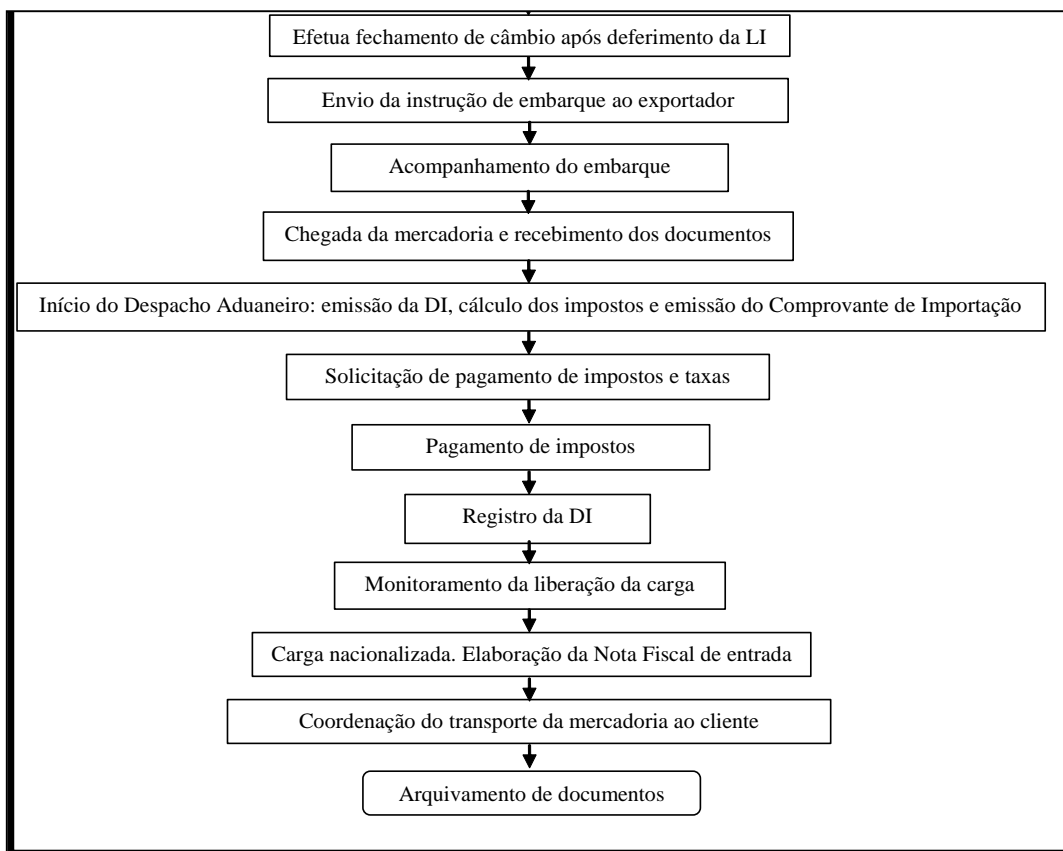 Efetua fechamento de câmbio após deferimento da LI
Envio da instrução de embarque ao exportador
Acompanhamento do embarque
Chegada da mercadoria e recebimento dos documentos
Início do Despacho Aduaneiro: emissão da DI, cálculo dos impostos e emissão do Comprovante de Importação
Solicitação de pagamento de impostos e taxas
Pagamento de impostos
Registro da DI
Monitoramento da liberação da carga
Carga nacionalizada. Elaboração da Nota Fiscal de entrada
Coordenação do transporte da mercadoria ao cliente
Arquivamento de documentos